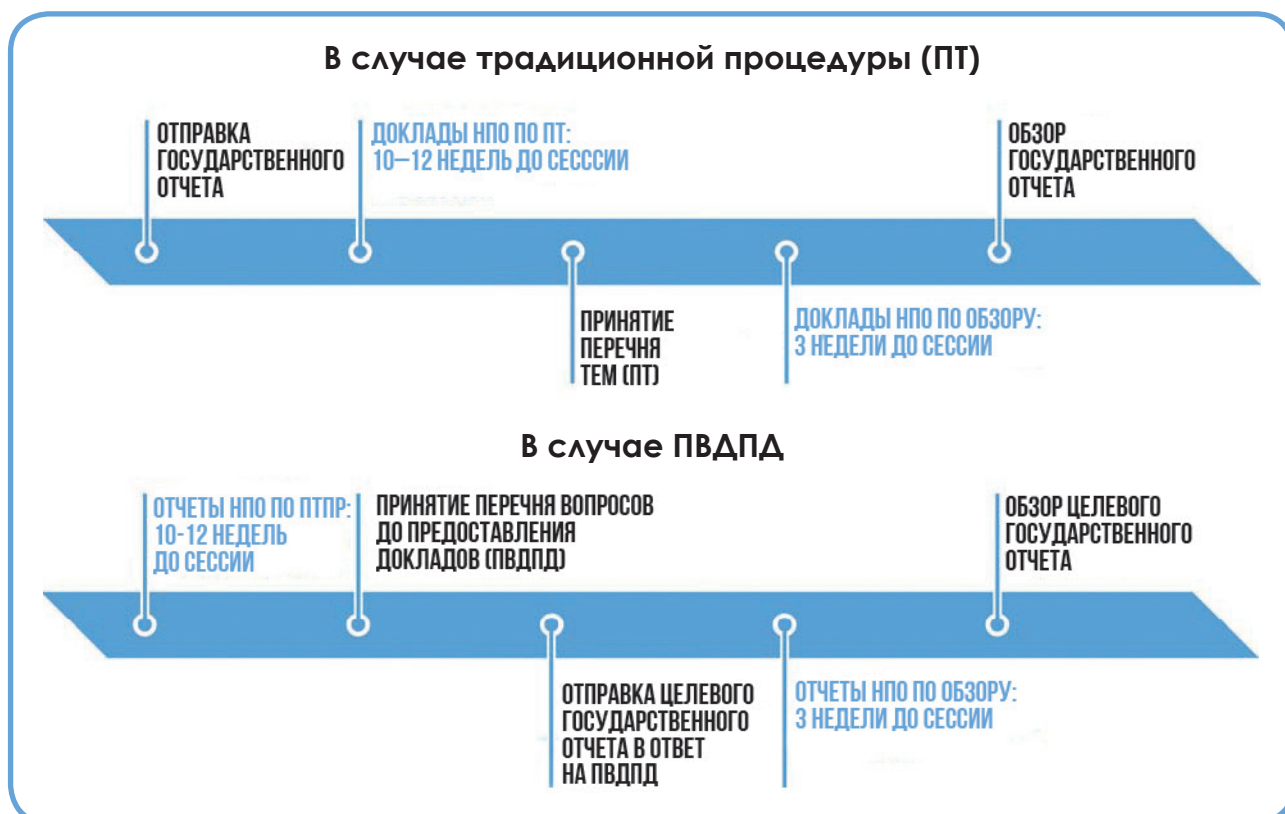 В случае традиционной процедуры (ПТ)
ОТПРАВКА
ГОСУДАРСТВЕННОГО
ОТЧЕТА
ДОКЛАДЫ НПО ПО ПТ:
10–12 НЕДЕЛЬ ДО СЕСССИИ
ОБЗОР
ГОСУДАРСТВЕННОГО
ОТЧЕТА
ПРИНЯТИЕ
ПЕРЕЧНЯ
ТЕМ (ПТ)
ДОКЛАДЫ НПО ПО ОБЗОРУ:
3 НЕДЕЛИ ДО СЕССИИ
В случае ПВДПД
ОТЧЕТЫ НПО ПО ПТПР:
10-12 НЕДЕЛЬ
ДО СЕССИИ
ПРИНЯТИЕ ПЕРЕЧНЯ ВОПРОСОВ
ДО ПРЕДОСТАВЛЕНИЯ
ДОКЛАДОВ (ПВДПД)
ОБЗОР ЦЕЛЕВОГО
ГОСУДАРСТВЕННОГО
ОТЧЕТА
ОТПРАВКА ЦЕЛЕВОГО
ГОСУДАРСТВЕННОГО
ОТЧЕТА В ОТВЕТ
НА ПВДПД
ОТЧЕТЫ НПО ПО ОБЗОРУ:
3 НЕДЕЛИ ДО СЕССИИ